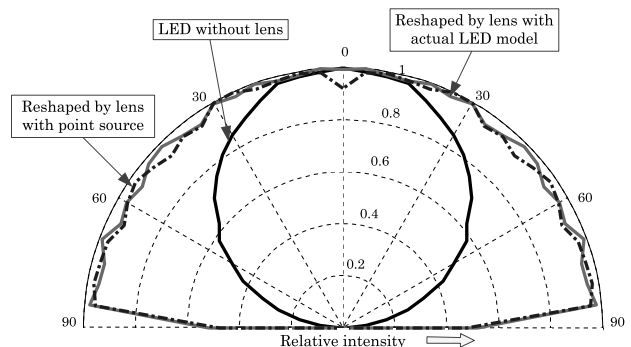 Reshaped by lens with
actual LED model
LED without lens
0
1
Reshaped by lens
with point source
30
30
0.8
0.6
60
60
0.4
0.2
90
90
Relative intensity